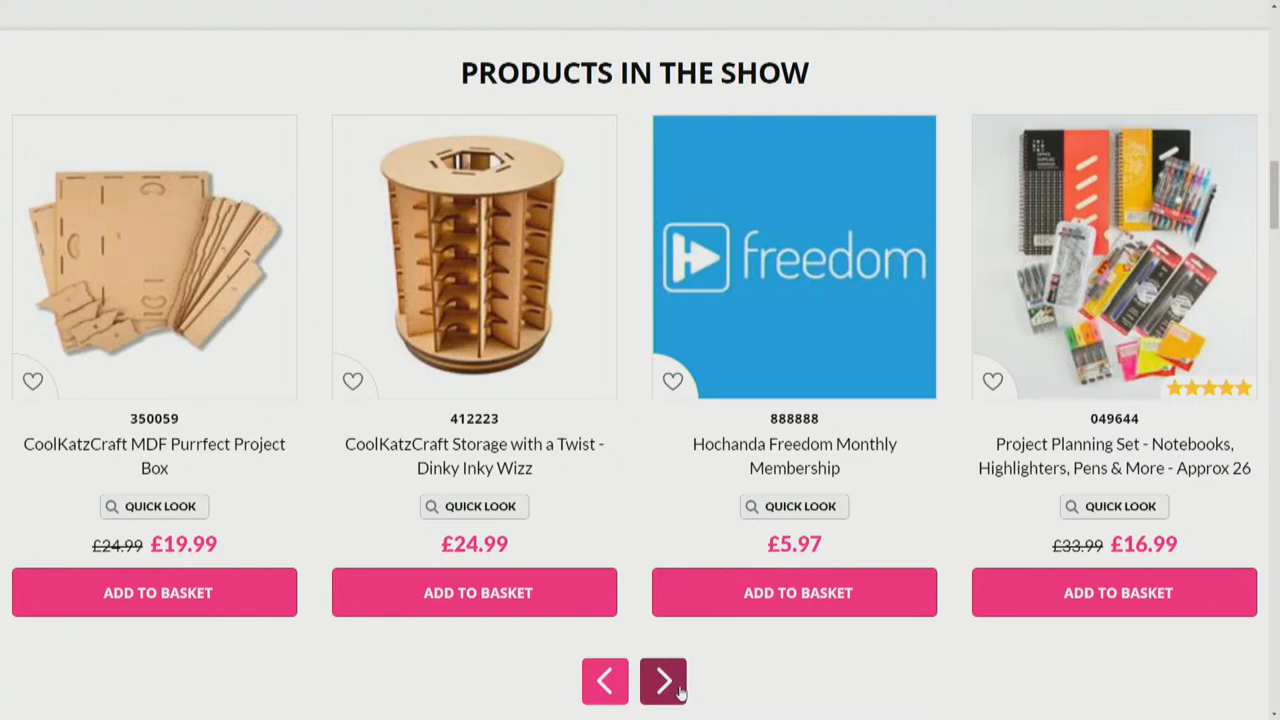 PRODUCTS IN THE SHOW
freedom
350059
CoolKatzCraft MDF Purrfect Project
Box
QUICK LOOK
£24.99 £19.99
ADD TO BASKET
412223
CoolKatzCraft Storage with a Twist -
Dinky Inky Wizz
QUICK LOOK
£24.99
ADD TO BASKET
888888
Hochanda Freedom Monthly
Membership
QUICK LOOK
£5.97
ADD TO BASKET
049644
Project Planning Set - Notebooks,
Highlighters, Pens & More - Approx 26
QUICK LOOK
£33.99 £16.99
ADD TO BASKET